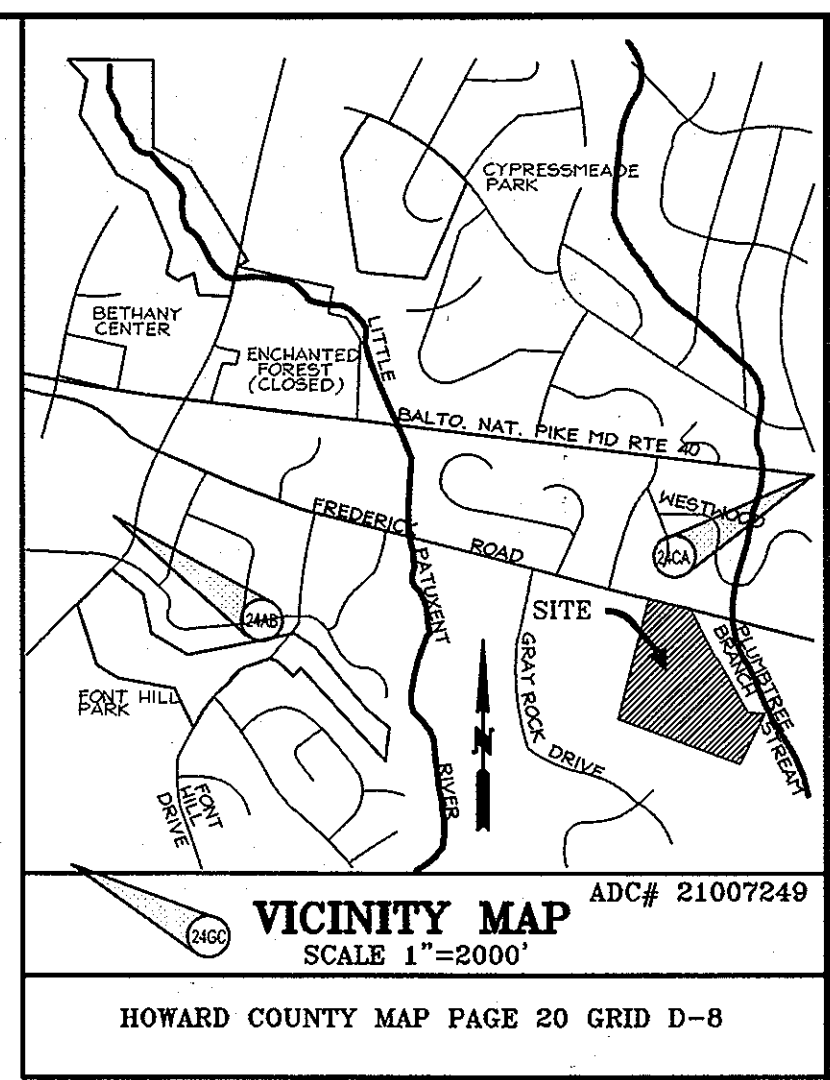 CYPRESSMEADE
PARK
BETHANY
CENTER
ENCHANTED
FOREST
(CLOSED)
LITTLE
BALTO. NAT. PIKE MD RTE 40
WESTWOOD
24CA
FREDERICK
ROAD
PATUXENT
24AB
SITE
GRAY ROCK
DRIVE
PLUMBTREE
BRANCH
STREAM
FONT HILL
PARK
N
RIVER
FONT
HILL
DRIVE
24GC
ADC# 21007249
VICINITY MAP
SCALE 1"=2000'
HOWARD COUNTY MAP PAGE 20 GRID D-8